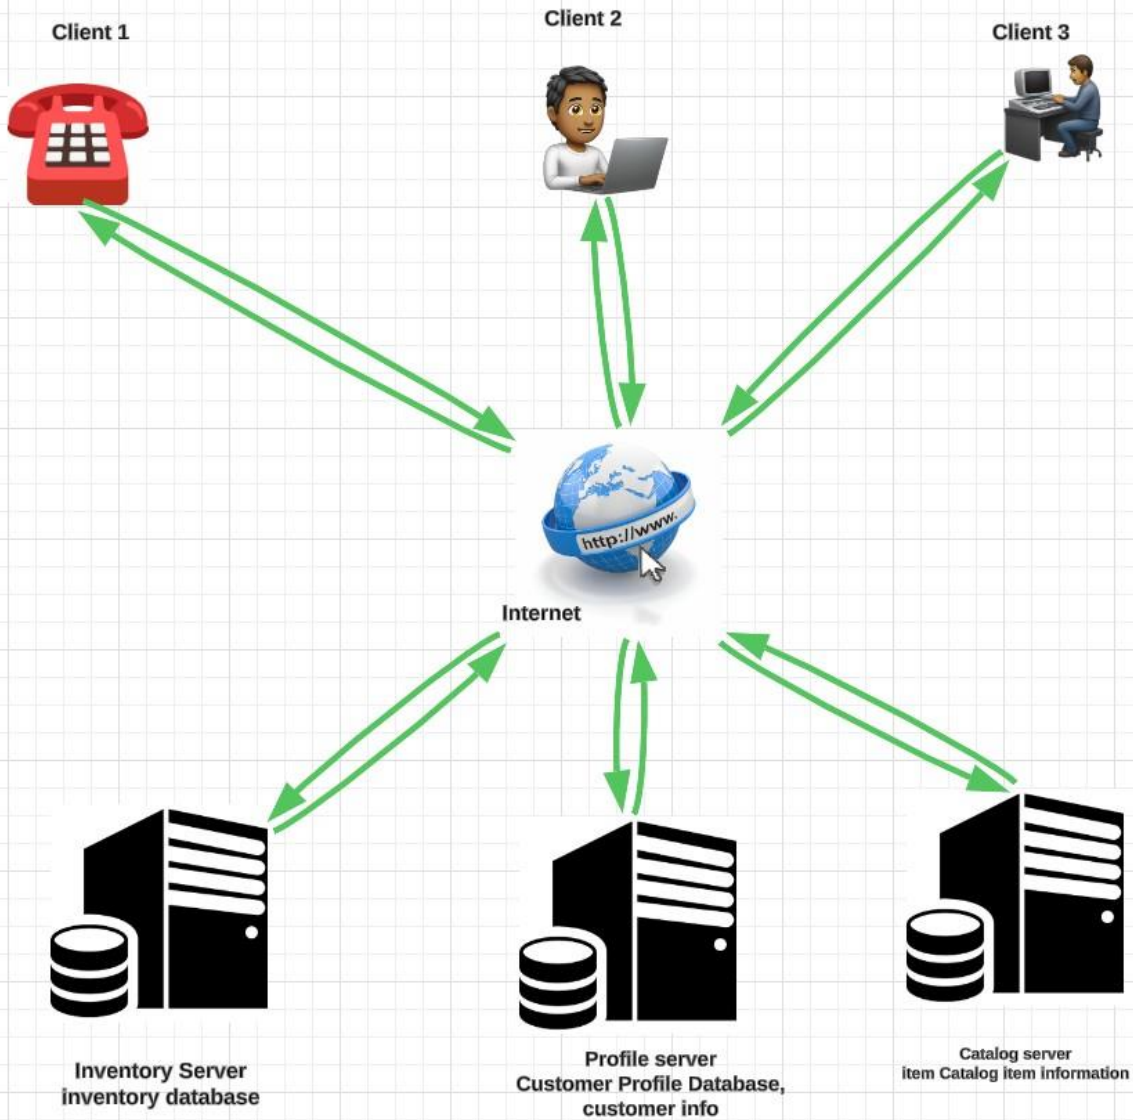 Client 1
Client 2
Client 3
http://www.
Internet
Inventory Server
inventory database
Profile server
Customer Profile Database,
customer info
Catalog server
item Catalog item information